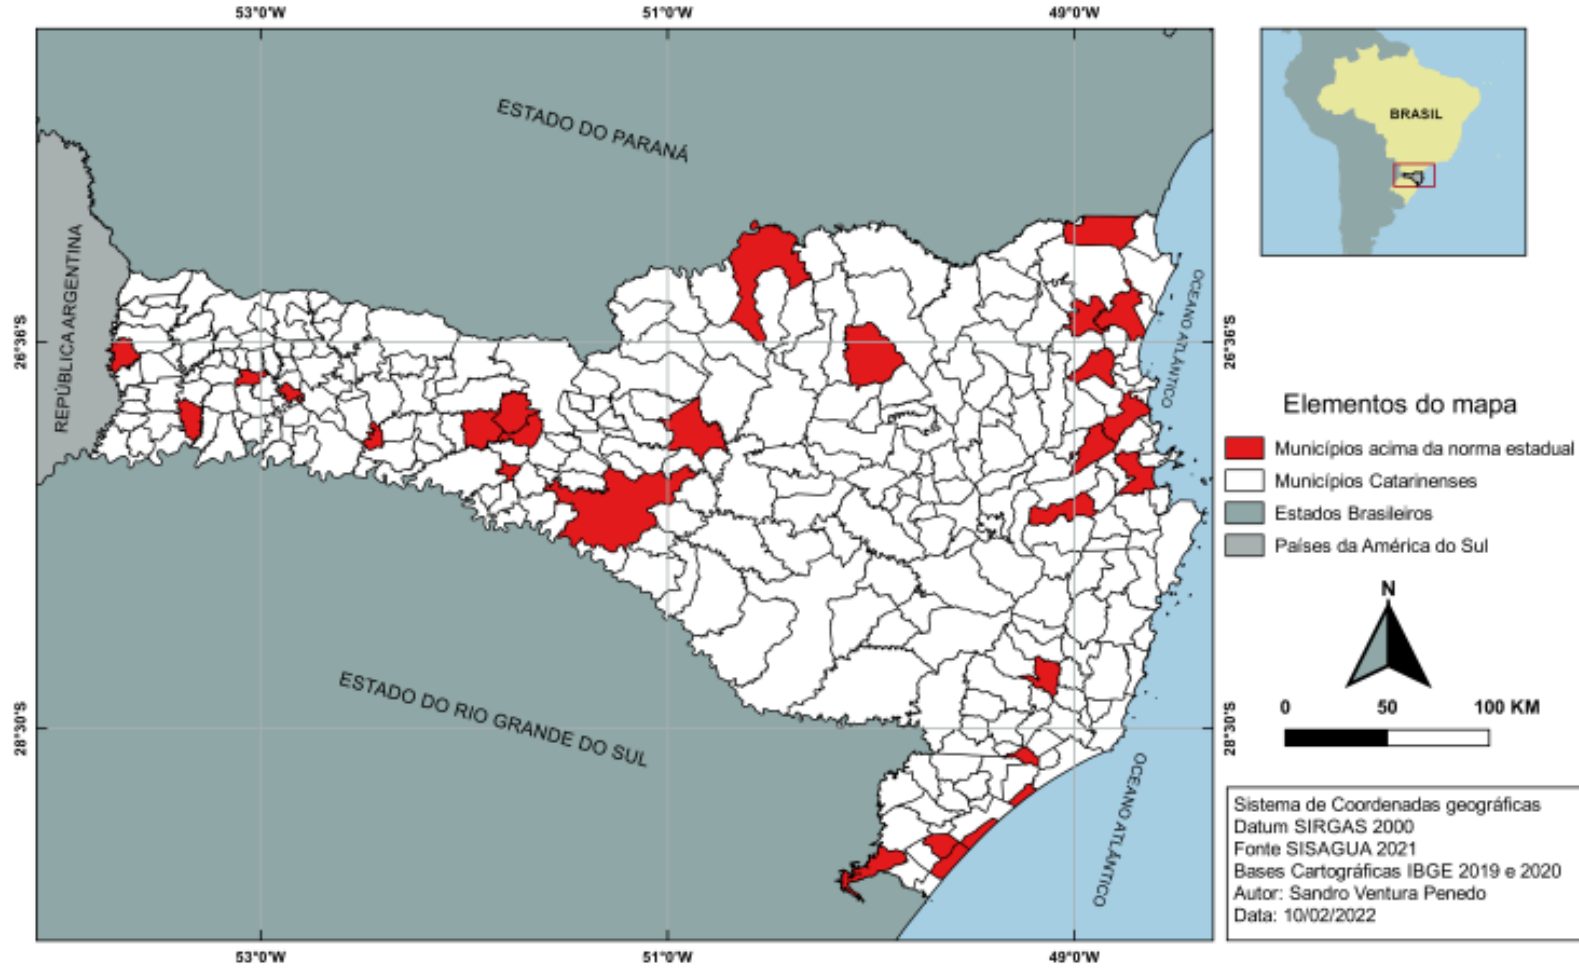 53°0'W 51°0'W 49°0'W
ESTADO DO PARANÁ
BRASIL
REPÚBLICA ARGENTINA
OCEANO ATLÂNTICO
26°36'S 26°36'S
Elementos do mapa
Municípios acima da norma estadual
Municípios Catarinenses
Estados Brasileiros
Países da América do Sul
N
ESTADO DO RIO GRANDE DO SUL
0 50 100 KM
28°30'S 28°30'S
OCEANO ATLÂNTICO
Sistema de Coordenadas geográficas
Datum SIRGAS 2000
Fonte SISAGUA 2021
Bases Cartográficas IBGE 2019 e 2020
Autor: Sandro Ventura Penedo
Data: 10/02/2022
53°0'W 51°0'W 49°0'W